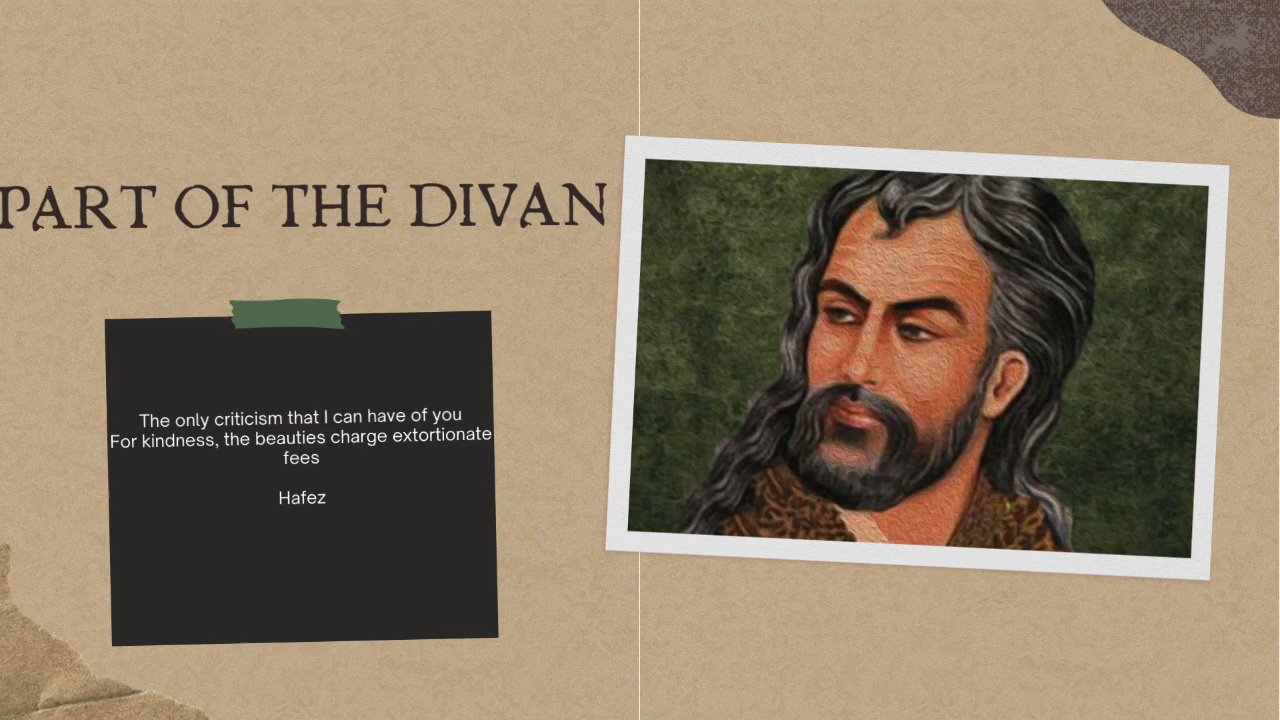 PART OF THE DIVAN
The only criticism that I can have of you
For kindness, the beauties charge extortionate
fees
Hafez